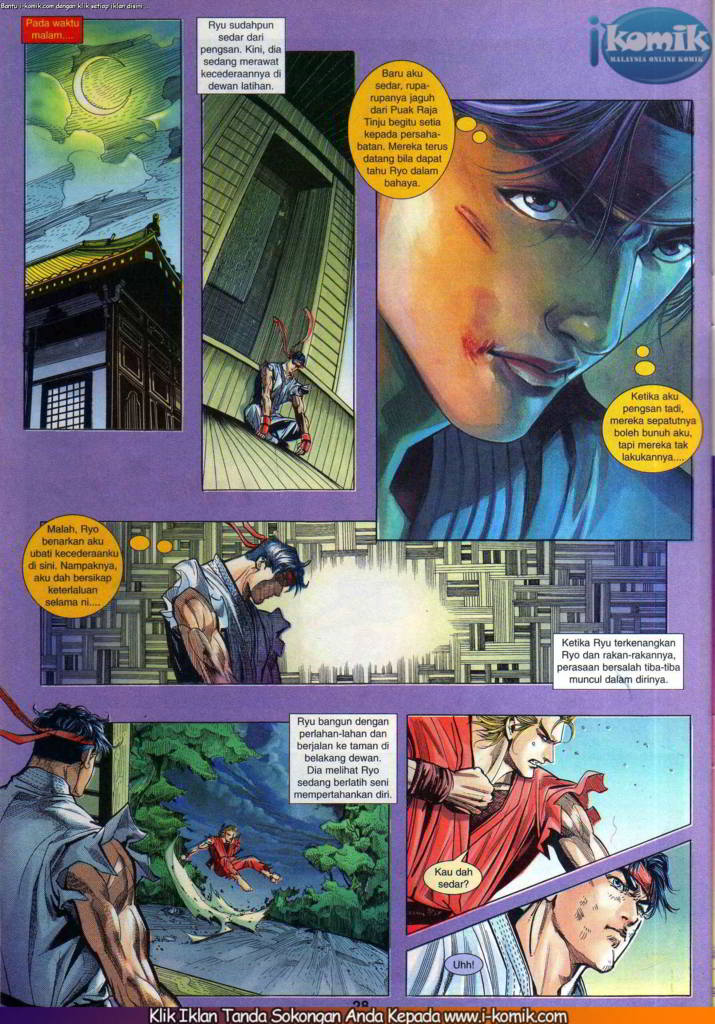 Bantu i-komik.com dengan klik setiap iklan disini ...
Pada waktu
malam....
Ryu sudahpun
sedar dari
pengsan. Kini, dia
sedang merawat
kecederaannya di
dewan latihan.
ikomik
MALAYSIA ONLINE KOMIK
Baru aku
sedar, rupa-
rupanya jaguh
dari Puak Raja
Tinju begitu setia
kepada persaha-
batan. Mereka terus
datang bila dapat
tahu Ryo dalam
bahaya.
Ketika aku
pengsan tadi,
mereka sepatutnya
boleh bunuh aku,
tapi mereka tak
lakukannya....
Malah, Ryo
benarkan aku
ubati kecederaanku
di sini. Nampaknya,
aku dah bersikap
keterlaluan
selama ni....
Ketika Ryu terkenangkan
Ryo dan rakan-rakannya,
perasaan bersalah tiba-tiba
muncul dalam dirinya.
Ryu bangun dengan
perlahan-lahan dan
berjalan ke taman di
belakang dewan.
Dia melihat Ryo
sedang berlatih seni
mempertahankan diri.
Kau dah
sedar?
Uhh!
28
Klik Iklan Tanda Sokongan Anda Kepada www.i-komik.com